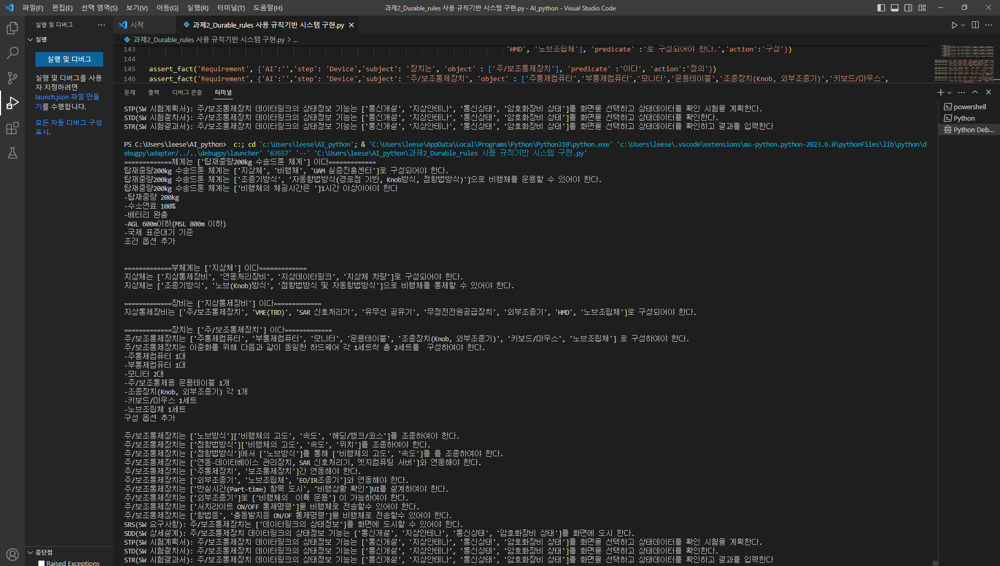 파일(F) 편집(E) 선택 영역(S) 보기(V) 이동(G) 실행(R) 터미널(T) 도움말(H)
과제2_Durable_rules 사용 규칙기반 시스템 구현.py - AI_python - Visual Studio Code
실행 및 디버그 ...
시작
과제2_Durable_rules 사용 규칙기반 시스템 구현.py
실행
과제2_Durable_rules 사용 규칙기반 시스템 구현.py > ...
실행 및 디버그
실행 및 디버그를 사용
자 지정하려면
launch.json 파일 만들
기를 수행합니다.
모든 자동 디버그 구성
표시.
143 'HMD', '노브조립체'], 'predicate' :'로 구성되어야 한다.','action':'구성'})
144
145 assert_fact('Requirement', {'AI':'','step': 'Device','subject': '장치는', 'object' : ['주/보조통제장치'], 'predicate' :'이다', 'action':'정의'})
146 assert_fact('Requirement', {'AI':'','step': 'Device','subject': '주/보조통제장치', 'object' : ['주통제컴퓨터','부통제컴퓨터','모니터','운용테이블','조종장치(Knob, 외부조종기)','키보드/마우스',
문제 출력 디버그 콘솔 터미널
STP(SW 시험계획서): 주/보조통제장치 데이터링크의 상태정보 기능는 ['통신개설', '지상안테나', '통신상태', '암호화장비 상태']를 화면을 선택하고 상태데이터를 확인 시험을 계획한다.
STD(SW 시험절차서): 주/보조통제장치 데이터링크의 상태정보 기능는 ['통신개설', '지상안테나', '통신상태', '암호화장비 상태']를 화면을 선택하고 상태데이터를 확인한다.
STR(SW 시험결과서): 주/보조통제장치 데이터링크의 상태정보 기능는 ['통신개설', '지상안테나', '통신상태', '암호화장비 상태']를 화면을 선택하고 상태데이터를 확인하고 결과를 입력한다
PS C:\Users\leese\AI_python>  c:; cd 'c:\Users\leese\AI_python'; & 'C:\Users\leese\AppData\Local\Programs\Python\Python310\python.exe' 'c:\Users\leese\.vscode\extensions\ms-python.python-2023.6.0\pythonFiles\lib\python\d
ebugpy\adapter/../..\debugpy\launcher' '63557' '--' 'C:\Users\leese\AI_python\과제2_Durable_rules 사용 규칙기반 시스템 구현.py'
=============체계는 ['탑재중량200kg 수송드론 체계'] 이다=============
탑재중량200kg 수송드론 체계는 ['지상체', '비행체', 'UAM 실증진흥센터']로 구성되어야 한다.
탑재중량200kg 수송드론 체계는 ['조종기방식', '자동항법방식(경로점 기반, Knob방식, 점항법방식)']으로 비행체를 운용할 수 있어야 한다.
탑재중량200kg 수송드론 체계는 ['비행체의 체공시간은 ']1시간 이상이어야 한다
-탑재중량 200kg
-수소연료 100%
-배터리 완충
-AGL 600m이하(MSL 800m 이하)
-국제 표준대기 기준
조건 옵션 추가
=============부체계는 ['지상체'] 이다=============
지상체는 ['지상통제장비', '연동처리장비', '지상데이터링크', '지상체 차량']로 구성되어야 한다.
지상체는 ['조종기방식', '노브(Knob)방식', '점항법방식 및 자동항법방식']으로 비행체를 통제할 수 있어야 한다.
=============장비는 ['지상통제장비'] 이다=============
지상통제장비는 ['주/보조통제장치', 'VME(TBD)', 'SAR 신호처리기', '유무선 공유기', '무정전전원공급장치', '외부조종기', 'HMD', '노브조립체']로 구성되어야 한다.
=============장치는 ['주/보조통제장치'] 이다=============
주/보조통제장치는 ['주통제컴퓨터', '부통제컴퓨터', '모니터', '운용테이블', '조종장치(Knob, 외부조종기)', '키보드/마우스', '노브조립체'] 로 구성하여야 한다.
주/보조통제장치는 이중화를 위해 다음과 같이 동일한 하드웨어 각 1세트씩 총 2세트를  구성하여야 한다.
-주통제컴퓨터 1대
-부통제컴퓨터 1대
-모니터 2대
-주/보조통제용 운용테이블 1개
-조종장치(Knob, 외부조종기) 각 1개
-키보드/마우스 1세트
-노브조립체 1세트
구성 옵션 추가
주/보조통제장치는 ['노브방식']['비행체의 고도', '속도', '헤딩/뱅크/코스']를 조종하여야 한다.
주/보조통제장치는 ['점항법방식']['비행체의 고도', '속도', '위치']를 조종하여야 한다.
주/보조통제장치는 ['점항법방식']에서 ['노브방식']를 통해 ['비행체의 고도', '속도']를 를 조종하여야 한다.
주/보조통제장치는 ['연동-데이터베이스 관리장치, SAR 신호처리기, 엣지컴퓨팅 서버']와 연동해야 한다.
주/보조통제장치는 ['주통제장치', '보조통제장치']간 연동해야 한다.
주/보조통제장치는 ['외부조종기', '노브조립체', 'EO/IR조종기']와 연동해야 한다.
주/보조통제장치는 ['반실시간(Part-time) 항목 도시', '비행상황 확인']UI를 설계하여야 한다.
주/보조통제장치는 ['외부조종기']로 ['비행체의  이륙 운용'] 이 가능하여야 한다.
주/보조통제장치는 ['서치라이트 ON/OFF 통제명령']을 비행체로 전송할수 있어야 한다.
주/보조통제장치는 ['항법등', '충동발지등 ON/OF 통제명령']을 비행체로 전송할수 있어야 한다.
SRS(SW 요구사항): 주/보조통제장치는 ['데이터링크의 상태정보']를 화면에 도시할 수 있어야 한다.
SDD(SW 상세설계): 주/보조통제장치 데이터링크의 상태정보 기능는 ['통신개설', '지상안테나', '통신상태', '암호화장비 상태']를 화면에 도시 한다.
STP(SW 시험계획서): 주/보조통제장치 데이터링크의 상태정보 기능는 ['통신개설', '지상안테나', '통신상태', '암호화장비 상태']를 화면을 선택하고 상태데이터를 확인 시험을 계획한다.
STD(SW 시험절차서): 주/보조통제장치 데이터링크의 상태정보 기능는 ['통신개설', '지상안테나', '통신상태', '암호화장비 상태']를 화면을 선택하고 상태데이터를 확인한다.
STR(SW 시험결과서): 주/보조통제장치 데이터링크의 상태정보 기능는 ['통신개설', '지상안테나', '통신상태', '암호화장비 상태']를 화면을 선택하고 상태데이터를 확인하고 결과를 입력한다
powershell
Python
Python Deb...
중단점
Raised Exceptions